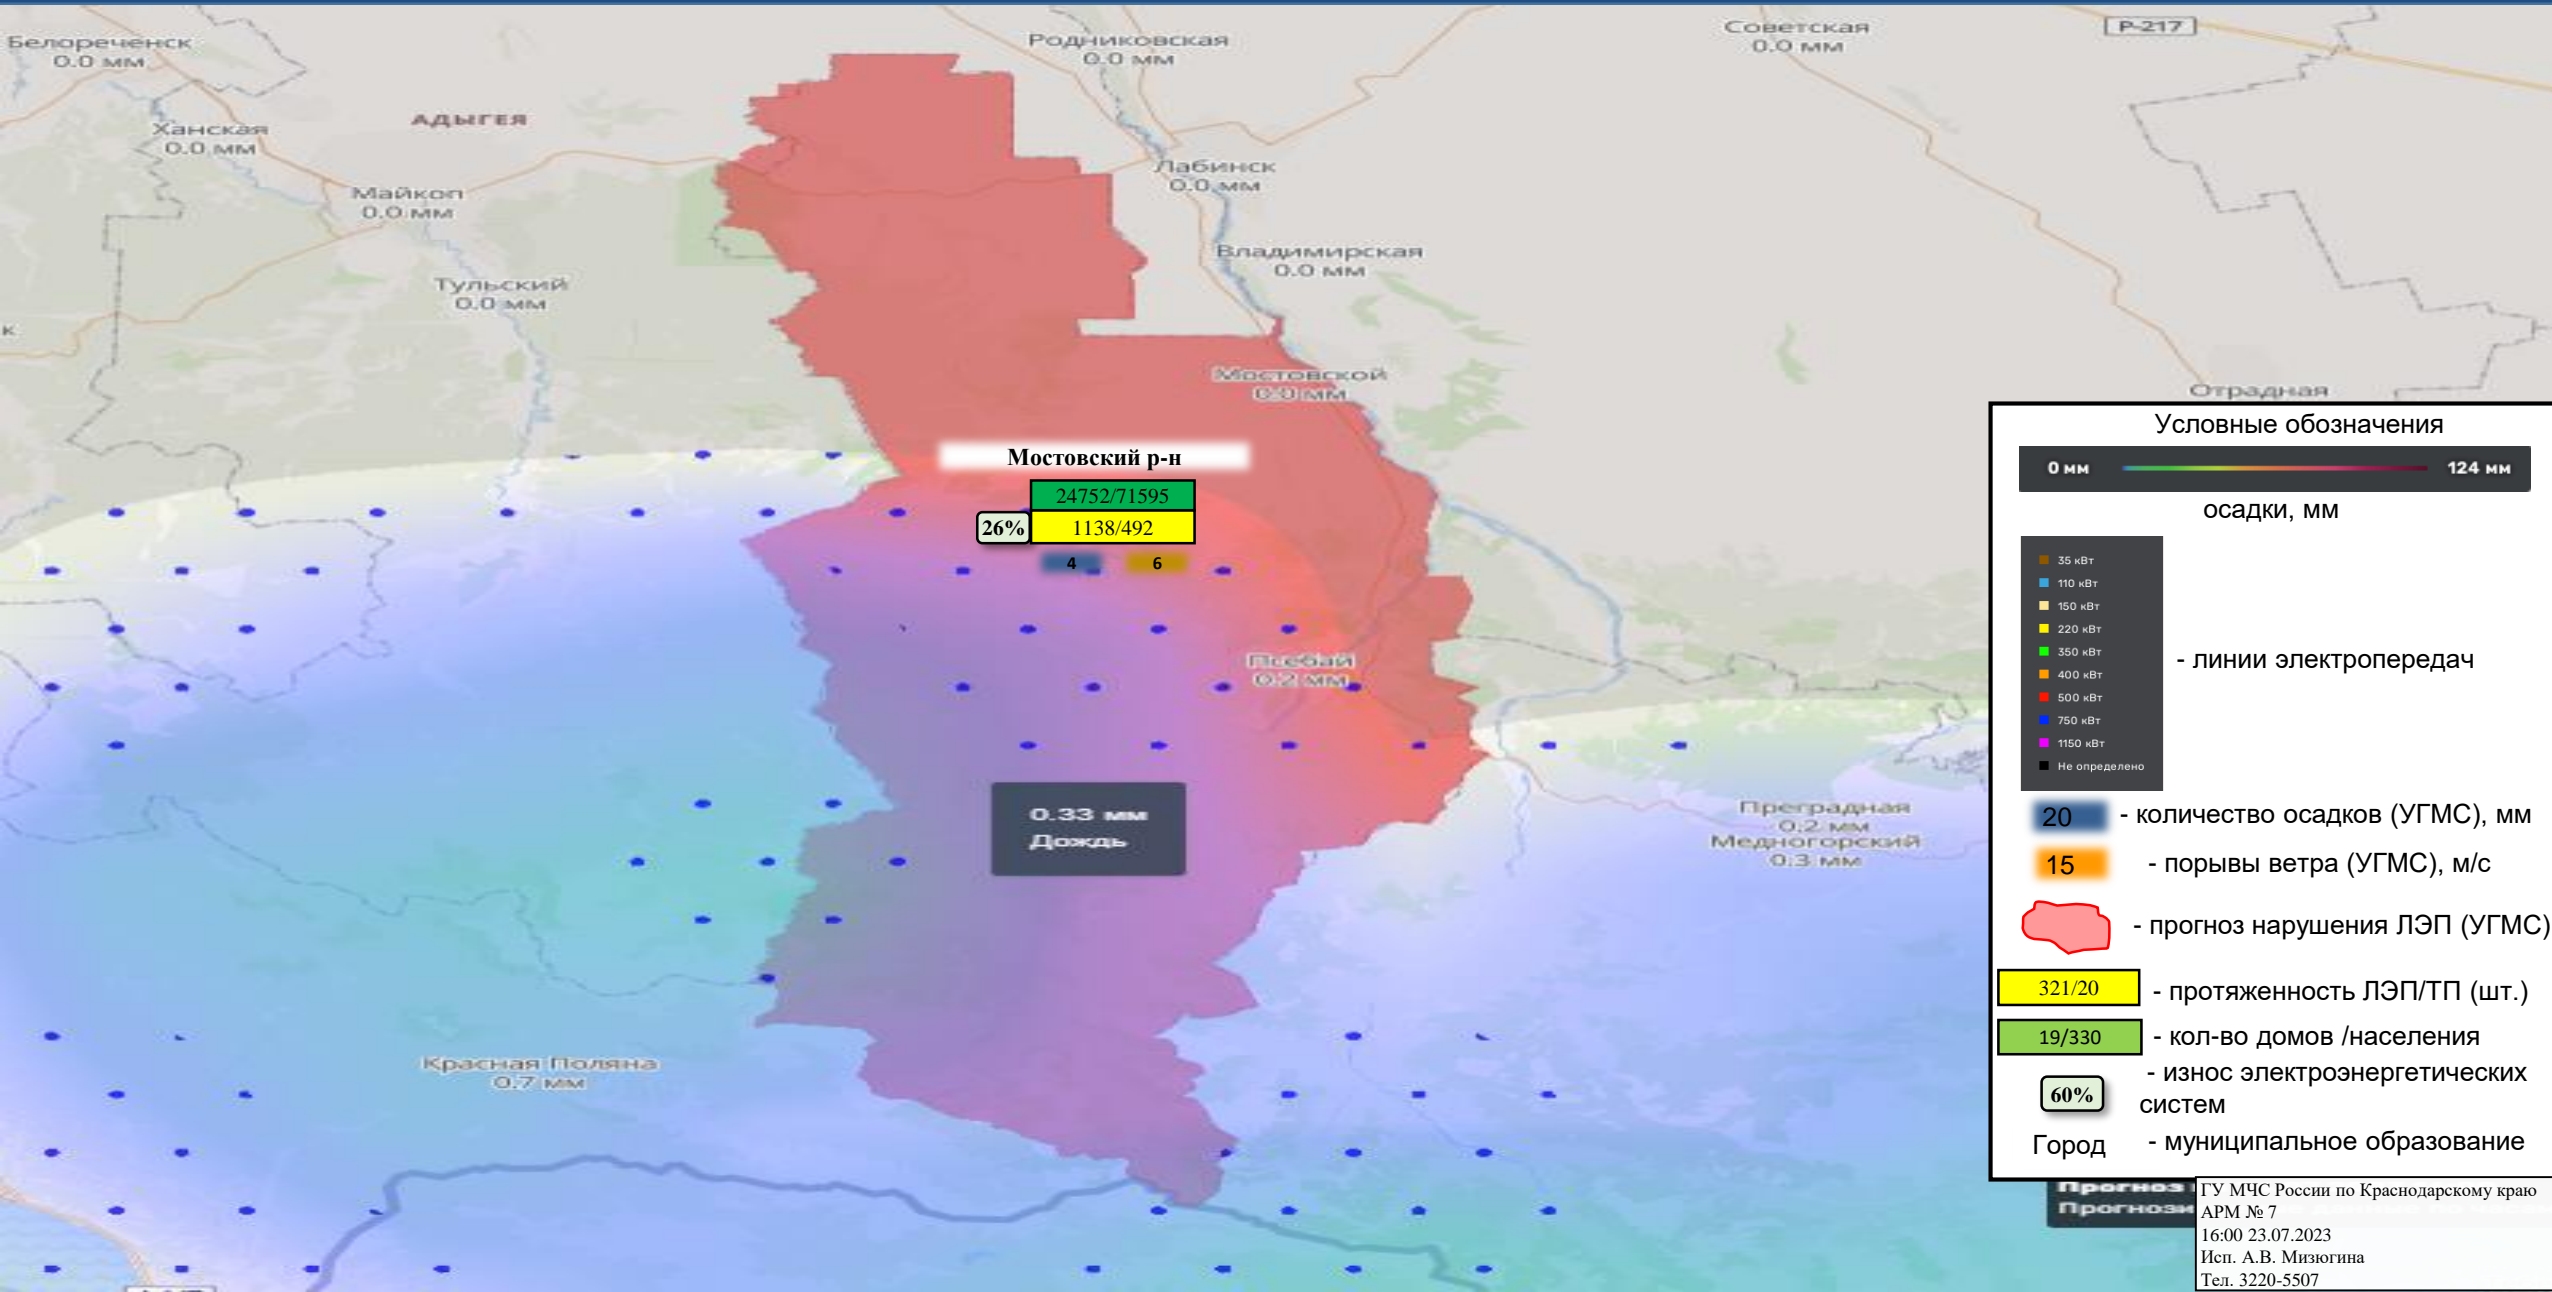 Белореченск
0.0 мм
Родниковская
0.0 мм
Советская
0.0 мм
Р-217
Ханская
0.0 мм
АДЫГЕЯ
Майкоп
0.0 мм
Лабинск
0.0 мм
Тульский
0.0 мм
Владимирская
0.0 мм
к
Мостовской
0.0 мм
Отрадная
Мостовский р-н
24752/71595
26%
1138/492
4
6
Псебай
0.2 мм
0.33 мм
Дождь
Преградная
0.2 мм
Медногорский
0.3 мм
Красная Поляна
0.7 мм
Условные обозначения
0 мм
124 мм
осадки, мм
35 кВт
110 кВт
150 кВт
220 кВт
350 кВт
400 кВт
500 кВт
750 кВт
1150 кВт
Не определено
- линии электропередач
20 - количество осадков (УГМС), мм
15 - порывы ветра (УГМС), м/с
- прогноз нарушения ЛЭП (УГМС)
321/20 - протяженность ЛЭП/ТП (шт.)
19/330 - кол-во домов /населения
60% - износ электроэнергетических
систем
Город - муниципальное образование
Прогноз
ГУ МЧС России по Краснодарскому краю
АРМ № 7
16:00 23.07.2023
Исп. А.В. Мизюгина
Тел. 3220-5507